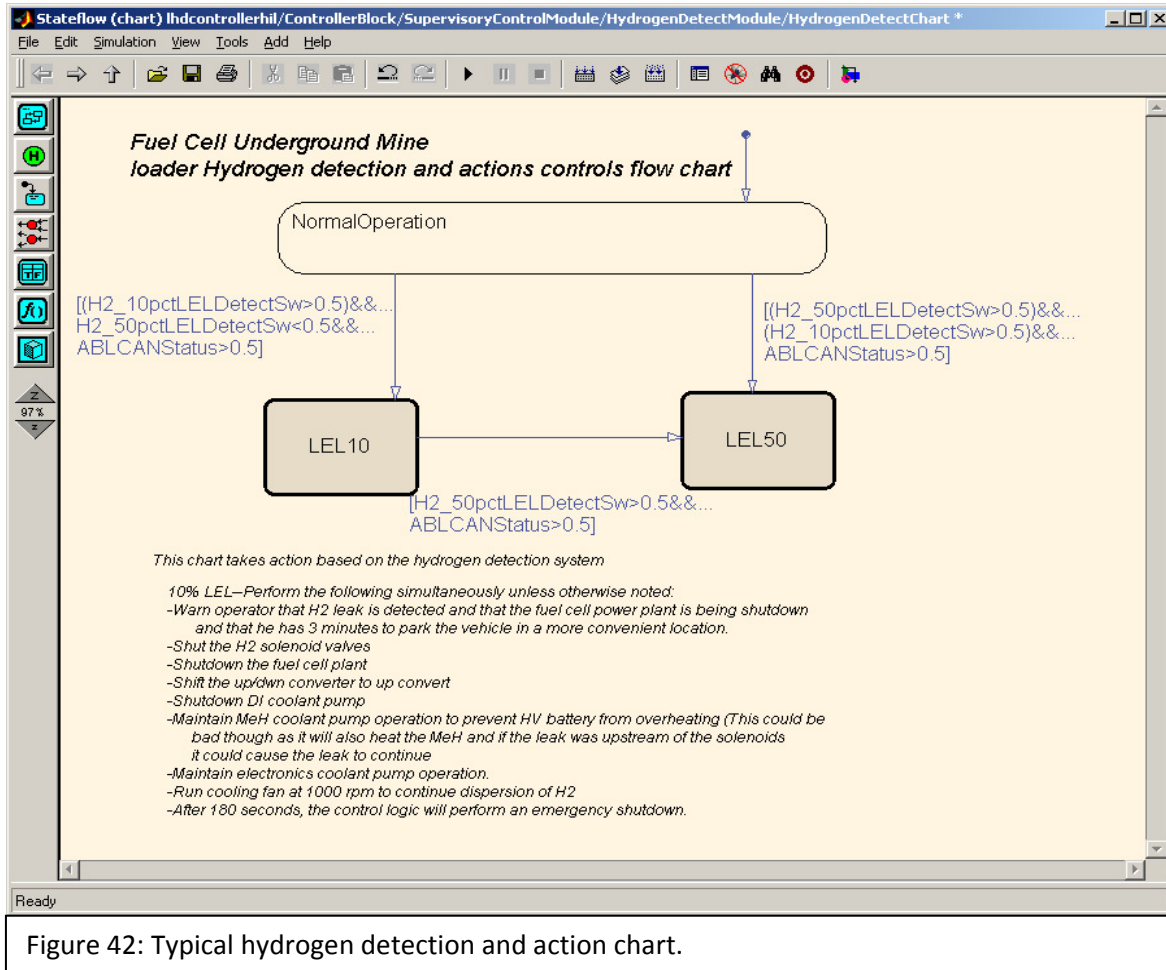 Stateflow (chart) lhdcontrollerhil/ControllerBlock/SupervisoryControlModule/HydrogenDetectModule/HydrogenDetectChart *
File Edit Simulation View Tools Add Help
Fuel Cell Underground Mine
loader Hydrogen detection and actions controls flow chart
H
NormalOperation
T F
[(H2_10pctLELDetectSw>0.5)&&...
H2_50pctLELDetectSw<0.5&&...
ABLCANStatus>0.5]
[(H2_50pctLELDetectSw>0.5)&&...
(H2_10pctLELDetectSw>0.5)&&...
ABLCANStatus>0.5]
f()
Z
97%
z
LEL10
LEL50
[H2_50pctLELDetectSw>0.5&&...
ABLCANStatus>0.5]
This chart takes action based on the hydrogen detection system
10% LEL--Perform the following simultaneously unless otherwise noted:
-Warn operator that H2 leak is detected and that the fuel cell power plant is being shutdown
and that he has 3 minutes to park the vehicle in a more convenient location.
-Shut the H2 solenoid valves
-Shutdown the fuel cell plant
-Shift the up/dwn converter to up convert
-Shutdown DI coolant pump
-Maintain MeH coolant pump operation to prevent HV battery from overheating (This could be
bad though as it will also heat the MeH and if the leak was upstream of the solenoids
it could cause the leak to continue
-Maintain electronics coolant pump operation.
-Run cooling fan at 1000 rpm to continue dispersion of H2
-After 180 seconds, the control logic will perform an emergency shutdown.
Ready
Figure 42: Typical hydrogen detection and action chart.